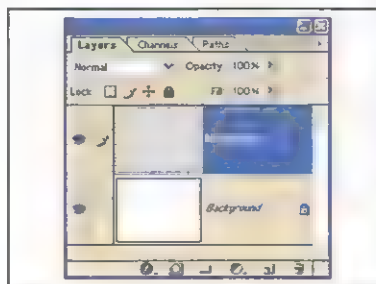 Layers Channels Paths
Normal Opacity 100%
Lock Fill 100%
Background